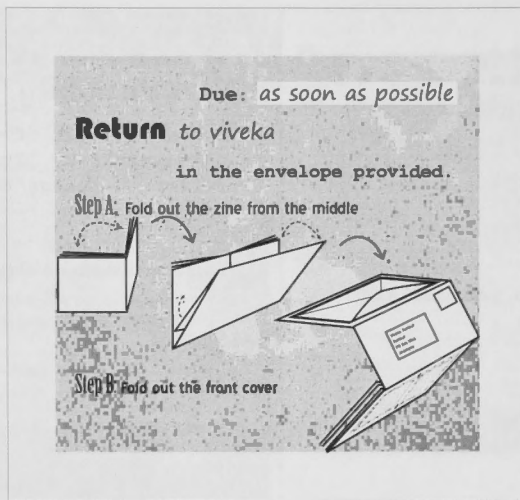 Due: as soon as possible
Return to viveka
in the envelope provided.
Step A: Fold out the zine from the middle
Step B: Fold out the front cover